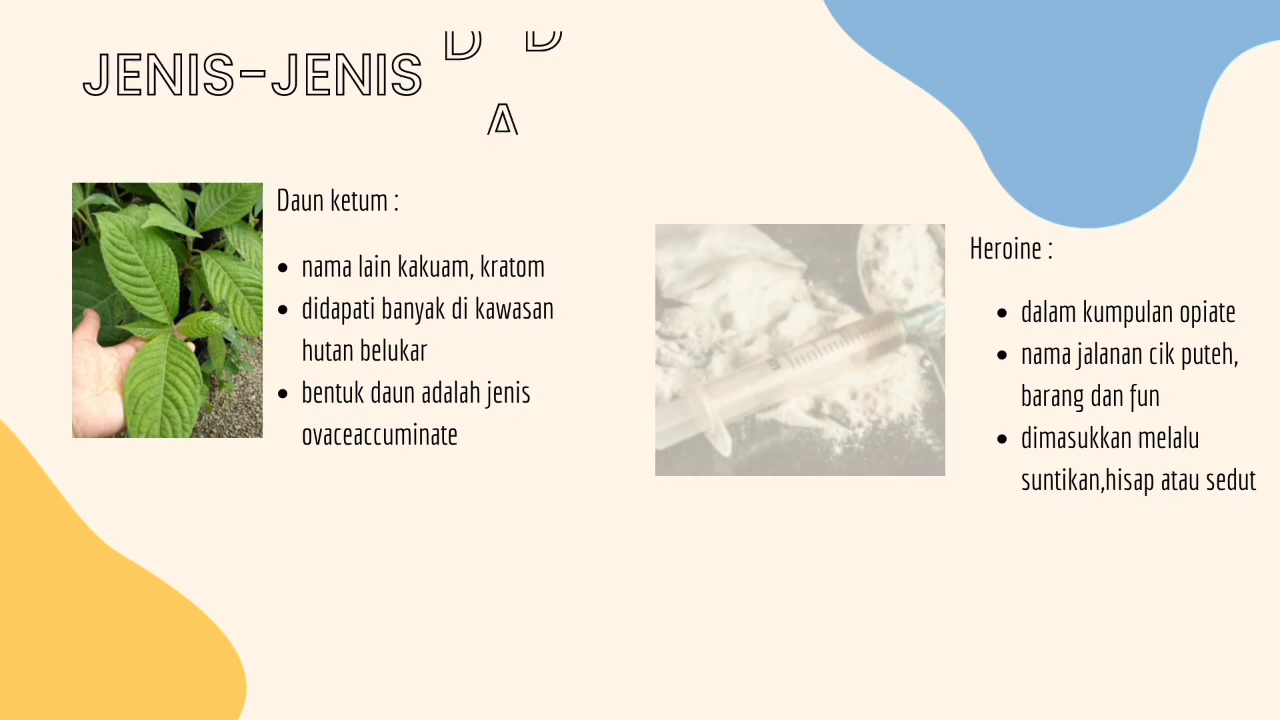 JENIS-JENIS D A D
Daun ketum :
nama lain kakuam, kratom
didapati banyak di kawasan
hutan belukar
bentuk daun adalah jenis
ovaceaccuminate
Heroine :
dalam kumpulan opiate
nama jalanan cik puteh,
barang dan fun
dimasukkan melalu
suntikan,hisap atau sedut